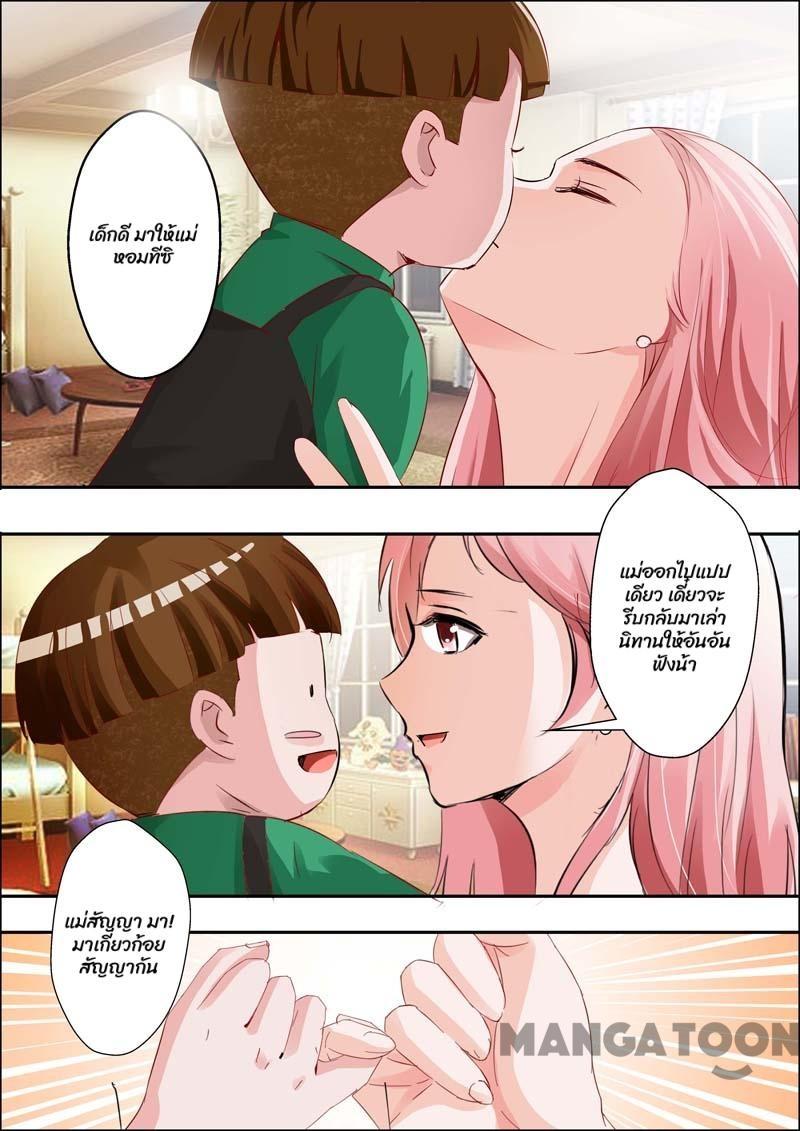 เด็กดี มาให้แม่
หอมทีซิ
แม่ออกไปแปป
เดียว เดี๋ยวจะ
รีบกลับมาเล่า
นิทานให้อันอัน
ฟังน้า
แม่สัญญา มา!
มาเกี่ยวก้อย
สัญญากัน
MANGATOON